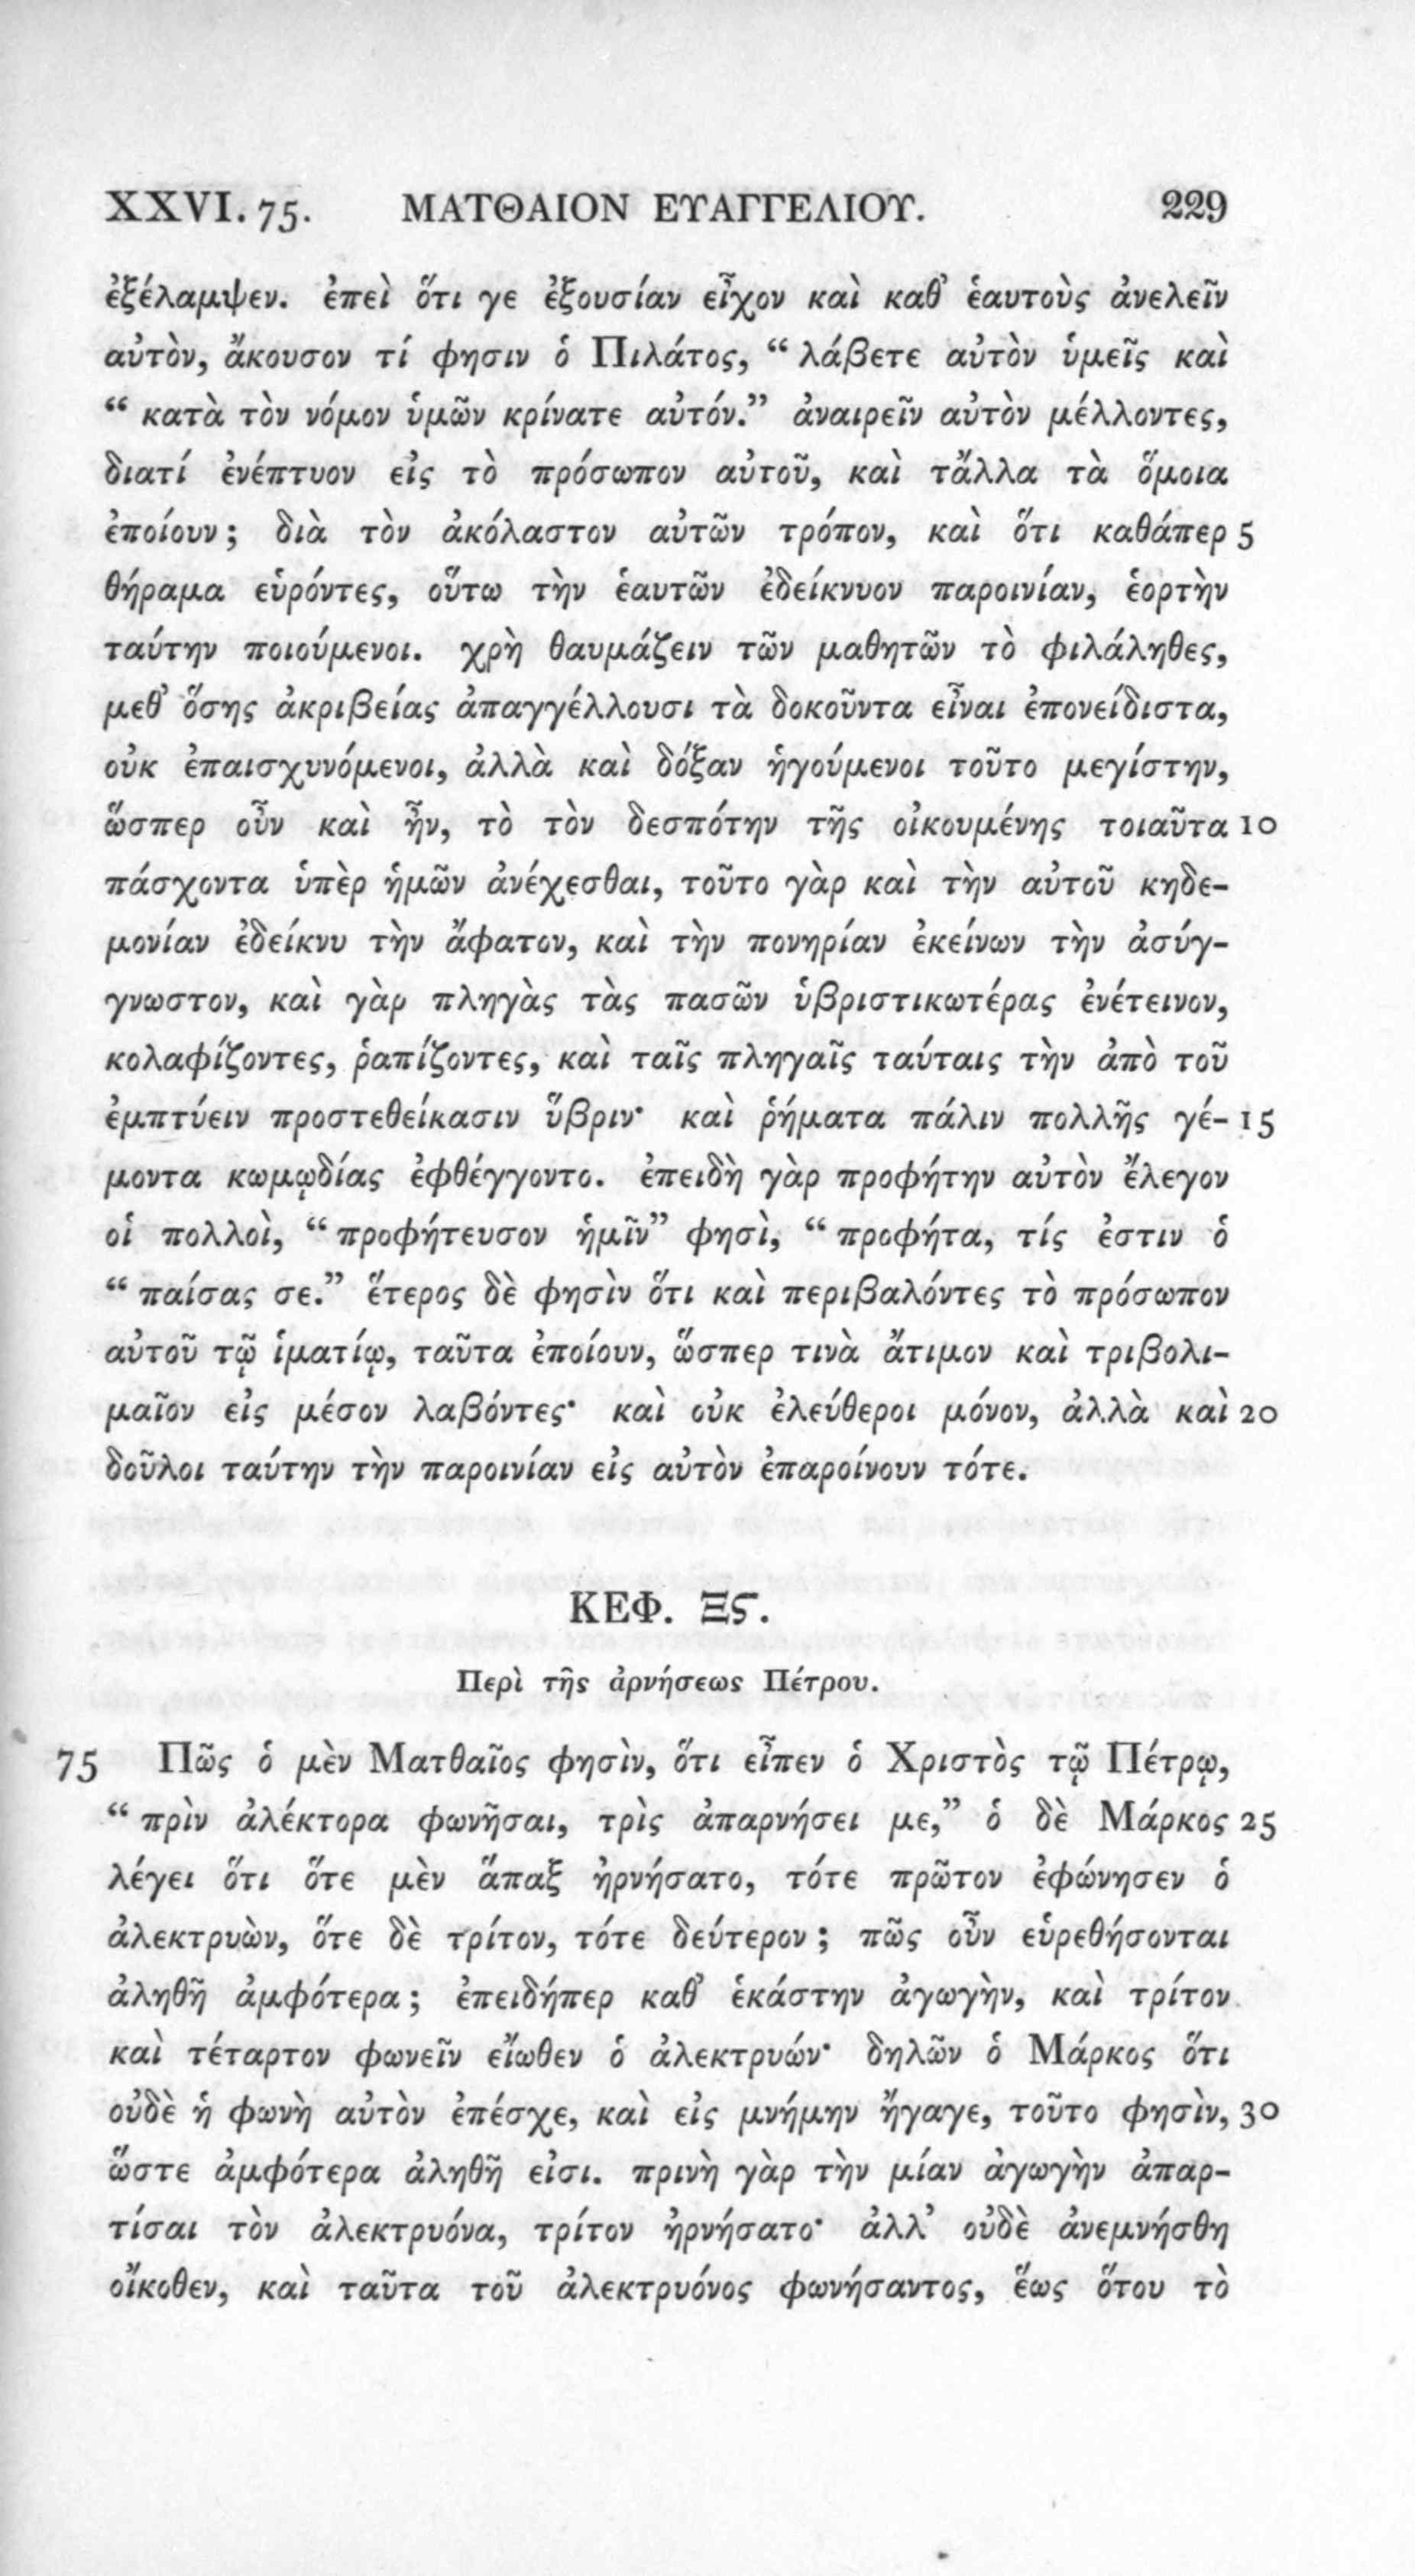 XXVI. 75. ΜΑΤΘΑΙΟΝ ΕΥΑΓΓΕΛΙΟΥ. 229
ἐξέλαμψεν. ἐπεὶ ὅτι γε ἐξουσίαν εἶχον καὶ καθ’ ἑαυτοὺς ἀνελεῖν
αὐτὸν, ἄκουσον τί φησιν ὁ Πιλάτος, “ λάβετε αὐτὸν ὑμεῖς καὶ
“ κατὰ τὸν νόμον ὑμῶν κρίνατε αὐτόν.” ἀναιρεῖν αὐτὸν μέλλοντες,
διατί ἐνέπτυον εἰς τὸ πρόσωπον αὐτοῦ, καὶ τἄλλα τὰ ὅμοια
ἐποίουν; διὰ τὸν ἀκόλαστον αὐτῶν τρόπον, καὶ ὅτι καθάπερ 5
θήραμα εὑρόντες, οὕτω τὴν ἑαυτῶν ἐδείκνυον παροινίαν, ἑορτὴν
ταύτην ποιούμενοι. χρὴ θαυμάζειν τῶν μαθητῶν τὸ φιλάληθες,
μεθ’ ὅσης ἀκριβείας ἀπαγγέλλουσι τὰ δοκοῦντα εἶναι ἐπονείδιστα,
οὐκ ἐπαισχυνόμενοι, ἀλλὰ καὶ δόξαν ἡγούμενοι τοῦτο μεγίστην,
ὥσπερ οὖν καὶ ἦν, τὸ τὸν δεσπότην τῆς οἰκουμένης τοιαῦτα 10
πάσχοντα ὑπὲρ ἡμῶν ἀνέχεσθαι, τοῦτο γὰρ καὶ τὴν αὐτοῦ κηδε-
μονίαν ἐδείκνυ τὴν ἄφατον, καὶ τὴν πονηρίαν ἐκείνων τὴν ἀσύγ-
γνωστον, καὶ γὰρ πληγὰς τὰς πασῶν ὑβριστικωτέρας ἐνέτεινον,
κολαφίζοντες, ῥαπίζοντες, καὶ ταῖς πληγαῖς ταύταις τὴν ἀπὸ τοῦ
ἐμπτύειν προστεθείκασιν ὕβριν· καὶ ῥήματα πάλιν πολλῆς γέ- 15
μοντα κωμῳδίας ἐφθέγγοντο. ἐπειδὴ γὰρ προφήτην αὐτὸν ἔλεγον
οἱ πολλοὶ, “ προφήτευσον ἡμῖν” φησὶ, “ προφήτα, τίς ἐστιν ὁ
“ παίσας σε.” ἕτερος δὲ φησὶν ὅτι καὶ περιβαλόντες τὸ πρόσωπον
αὐτοῦ τῷ ἱματίῳ, ταῦτα ἐποίουν, ὥσπερ τινὰ ἄτιμον καὶ τριβολι-
μαῖον εἰς μέσον λαβόντες· καὶ οὐκ ἐλεύθεροι μόνον, ἀλλὰ καὶ 20
δοῦλοι ταύτην τὴν παροινίαν εἰς αὐτὸν ἐπαροίνουν τότε.
ΚΕΦ. Ξϛ.
Περὶ τῆς ἀρνήσεως Πέτρου.
75 Πῶς ὁ μὲν Ματθαῖος φησὶν, ὅτι εἶπεν ὁ Χριστὸς τῷ Πέτρῳ,
“ πρὶν ἀλέκτορα φωνῆσαι, τρὶς ἀπαρνήσει με,” ὁ δὲ Μάρκος 25
λέγει ὅτι ὅτε μὲν ἅπαξ ἠρνήσατο, τότε πρῶτον ἐφώνησεν ὁ
ἀλεκτρυὼν, ὅτε δὲ τρίτον, τότε δεύτερον; πῶς οὖν εὑρεθήσονται
ἀληθῆ ἀμφότερα; ἐπειδήπερ καθ’ ἑκάστην ἀγωγὴν, καὶ τρίτον
καὶ τέταρτον φωνεῖν εἴωθεν ὁ ἀλεκτρυών· δηλῶν ὁ Μάρκος ὅτι
οὐδὲ ἡ φωνὴ αὐτὸν ἐπέσχε, καὶ εἰς μνήμην ἤγαγε, τοῦτο φησὶν, 30
ὥστε ἀμφότερα ἀληθῆ εἰσι. πρινὴ γὰρ τὴν μίαν ἀγωγὴν ἀπαρ-
τίσαι τὸν ἀλεκτρυόνα, τρίτον ἠρνήσατο· ἀλλ’ οὐδὲ ἀνεμνήσθη
οἴκοθεν, καὶ ταῦτα τοῦ ἀλεκτρυόνος φωνήσαντος, ἕως ὅτου τὸ